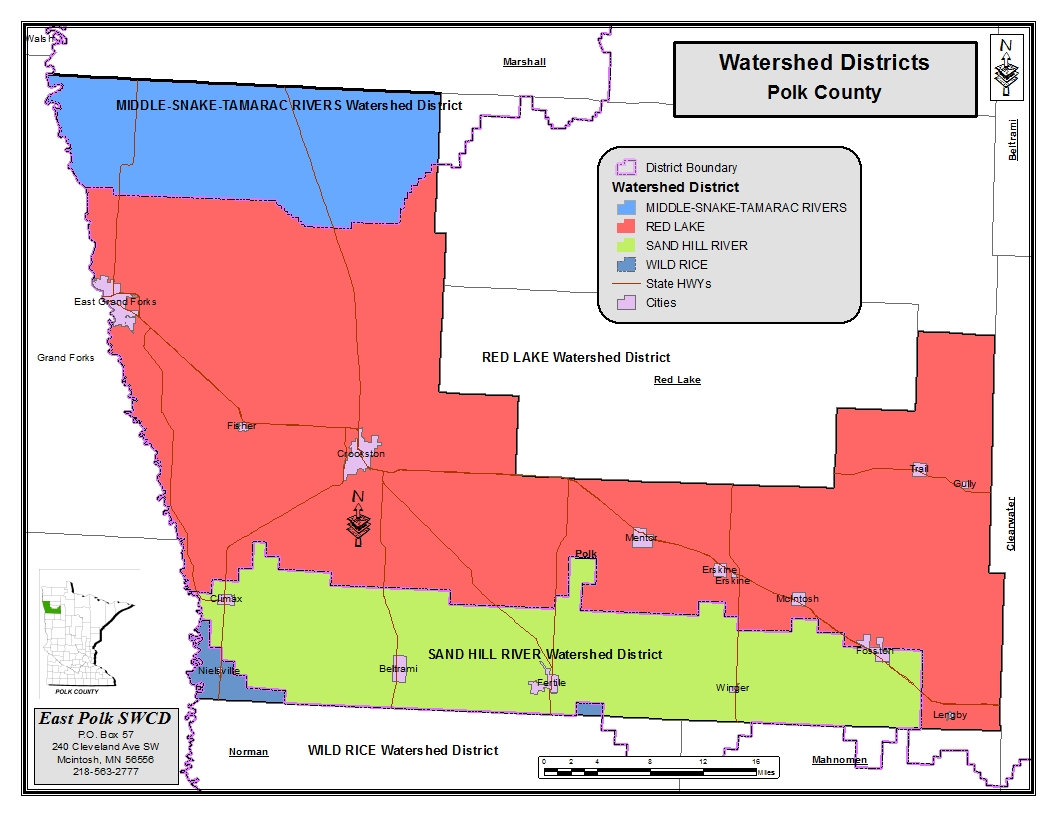 Walsh
Marshall
Watershed Districts
Polk County
N
Beltrami
MIDDLE-SNAKE-TAMARAC RIVERS Watershed District
District Boundary
Watershed District
MIDDLE-SNAKE-TAMARAC RIVERS
RED LAKE
SAND HILL RIVER
WILD RICE
State HWYs
Cities
East Grand Forks
Grand Forks
RED LAKE Watershed District
Red Lake
Fisher
Crookston
Trail
Gully
N
Clearwater
Mentor
Polk
Erskine
Erskine
McIntosh
Climax
Fosston
SAND HILL RIVER Watershed District
Nielsville
Beltrami
Fertile
Winger
Lengby
POLK COUNTY
East Polk SWCD
P.O. Box 57
240 Cleveland Ave SW
Mcintosh, MN 56556
218-563-2777
Norman
WILD RICE Watershed District
Mahnomen
0 2 4 8 12 16
Miles